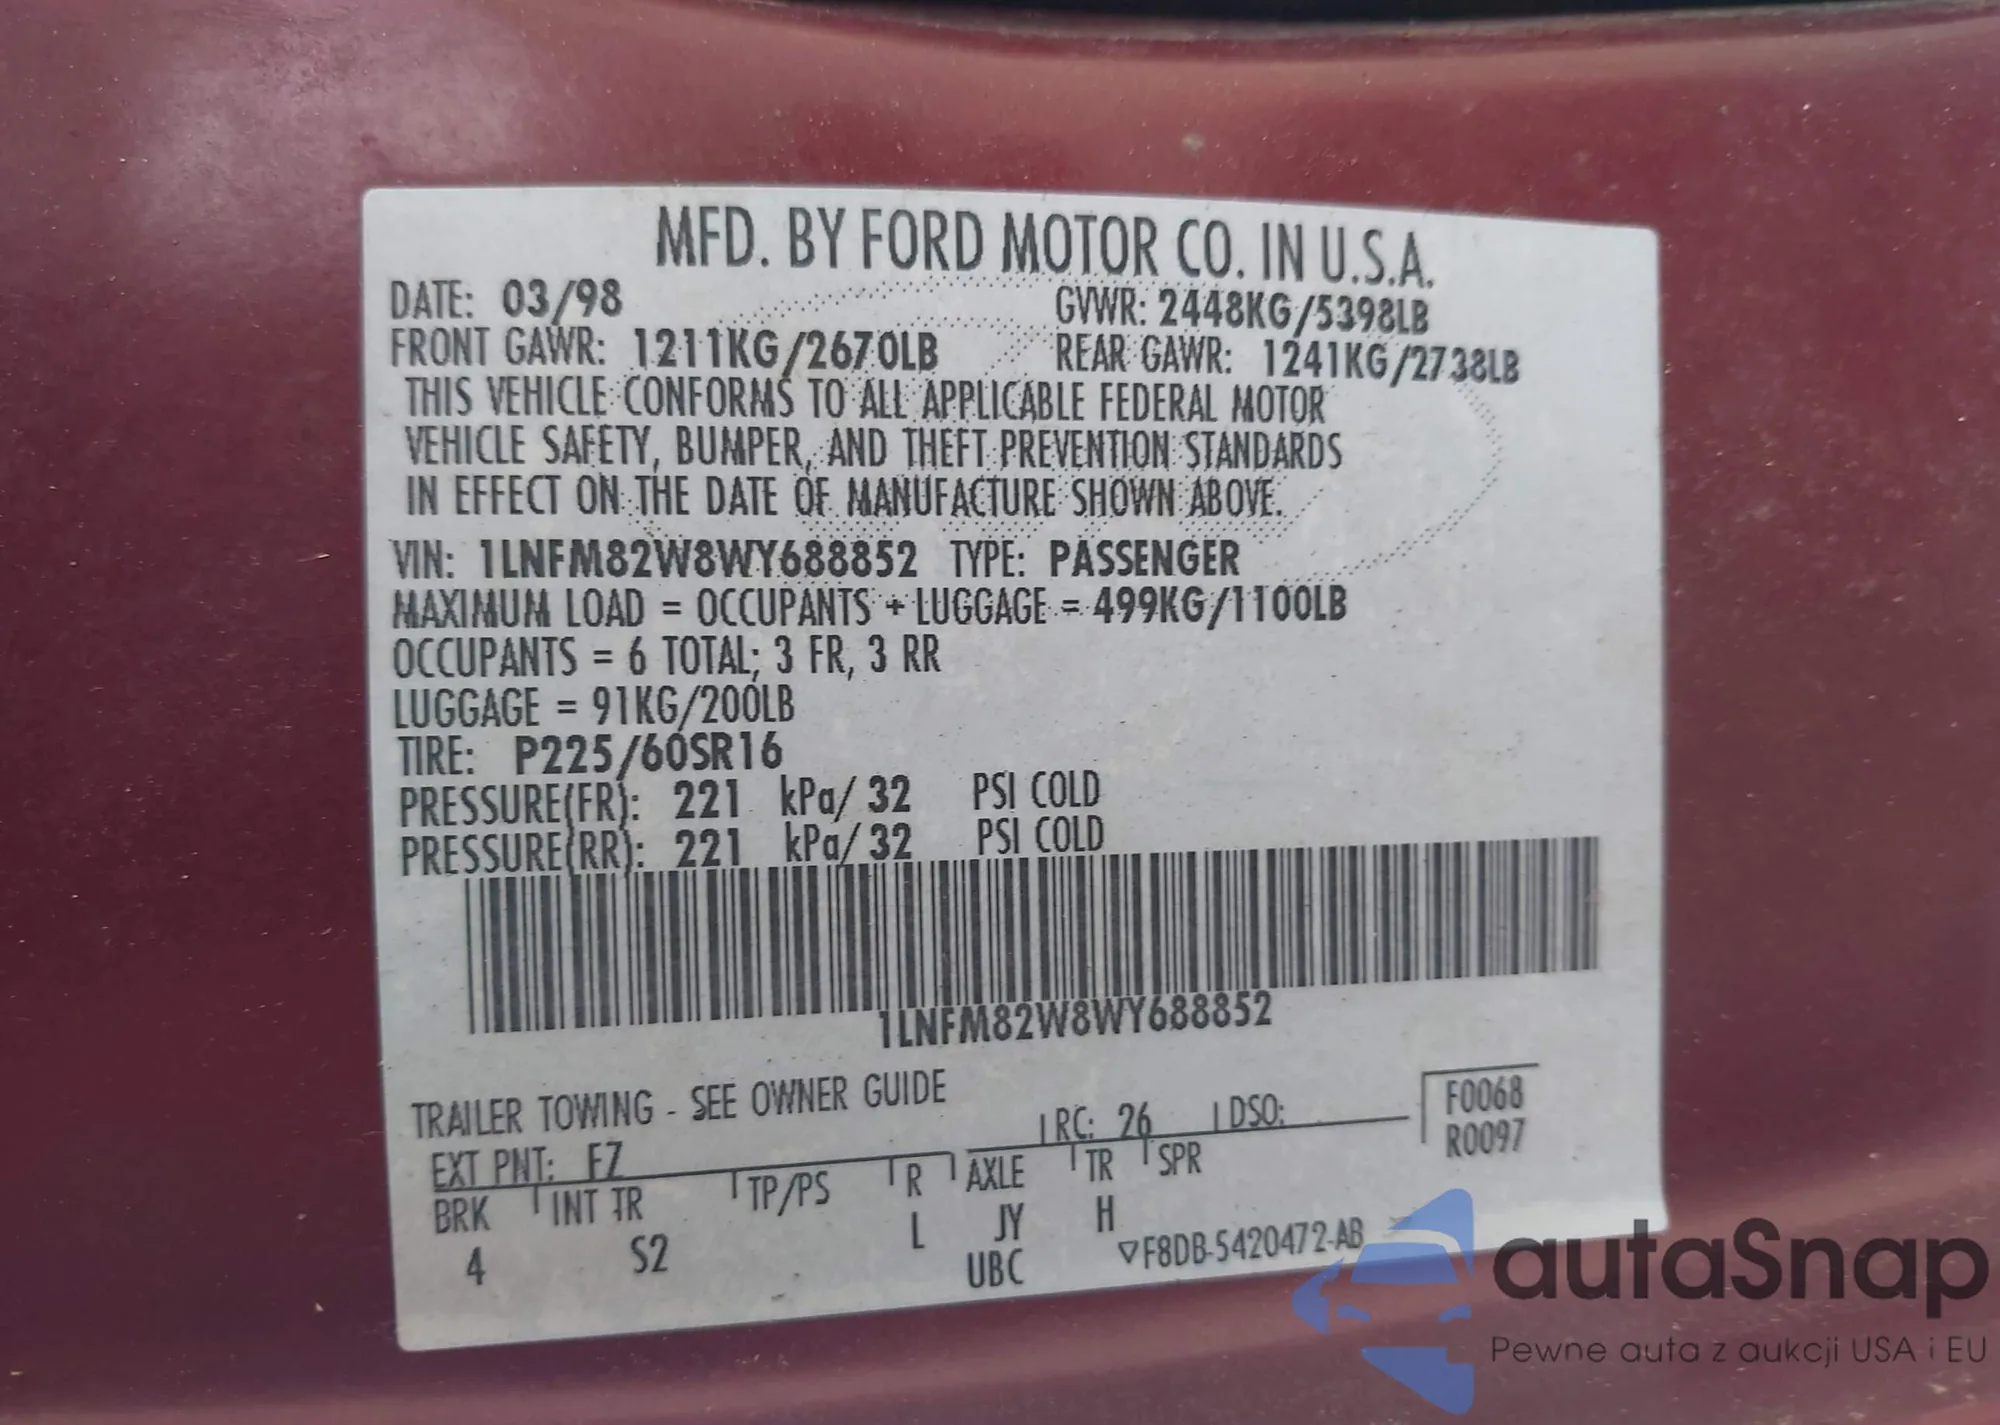 MFD. BY FORD MOTOR CO. IN U.S.A.
DATE: 03/98 GVWR: 2448KG/5398LB
FRONT GAWR: 1211KG/2670LB REAR GAWR: 1241KG/2738LB
THIS VEHICLE CONFORMS TO ALL APPLICABLE FEDERAL MOTOR
VEHICLE SAFETY, BUMPER, AND THEFT PREVENTION STANDARDS
IN EFFECT ON THE DATE OF MANUFACTURE SHOWN ABOVE.
VIN: 1LNFM82W8WY688852 TYPE: PASSENGER
MAXIMUM LOAD = OCCUPANTS + LUGGAGE = 499KG/1100LB
OCCUPANTS = 6 TOTAL; 3 FR, 3 RR
LUGGAGE = 91KG/200LB
TIRE: P225/60SR16
PRESSURE(FR): 221 kPa/ 32 PSI COLD
PRESSURE(RR): 221 kPa/ 32 PSI COLD
1LNFM82W8WY688852
TRAILER TOWING - SEE OWNER GUIDE
EXT PNT: FZ RC: 26 DSO: F0068
R0097
BRK INT TR TP/PS R AXLE TR SPR
4 S2 L JY H
UBC ▽F8DB-5420472-AB
autaSnap
Pewne auta z aukcji USA i EU